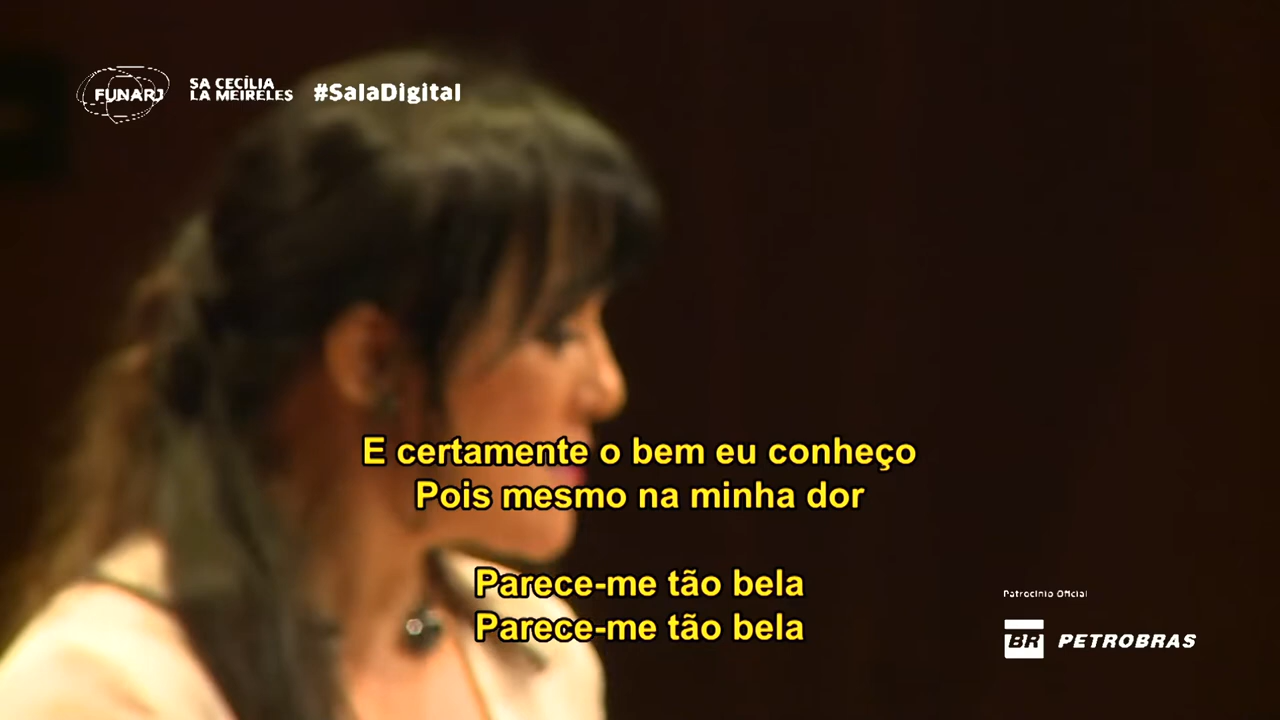 FUNARJ
SA CECÍLIA
LA MEIRELES
#SalaDigital
E certamente o bem eu conheço
Pois mesmo na minha dor
Parece-me tão bela
Parece-me tão bela
Patrocínio Oficial
BR PETROBRAS